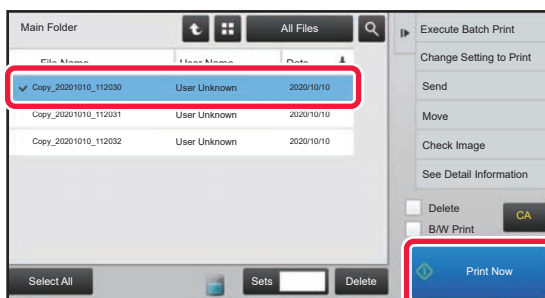 Main Folder
All Files
File Name User Name Date
Copy_20201010_112030 User Unknown 2020/10/10
Copy_20201010_112031 User Unknown 2020/10/10
Copy_20201010_112032 User Unknown 2020/10/10
Select All
Sets
Delete
Execute Batch Print
Change Setting to Print
Send
Move
Check Image
See Detail Information
Delete
B/W Print
CA
Print Now